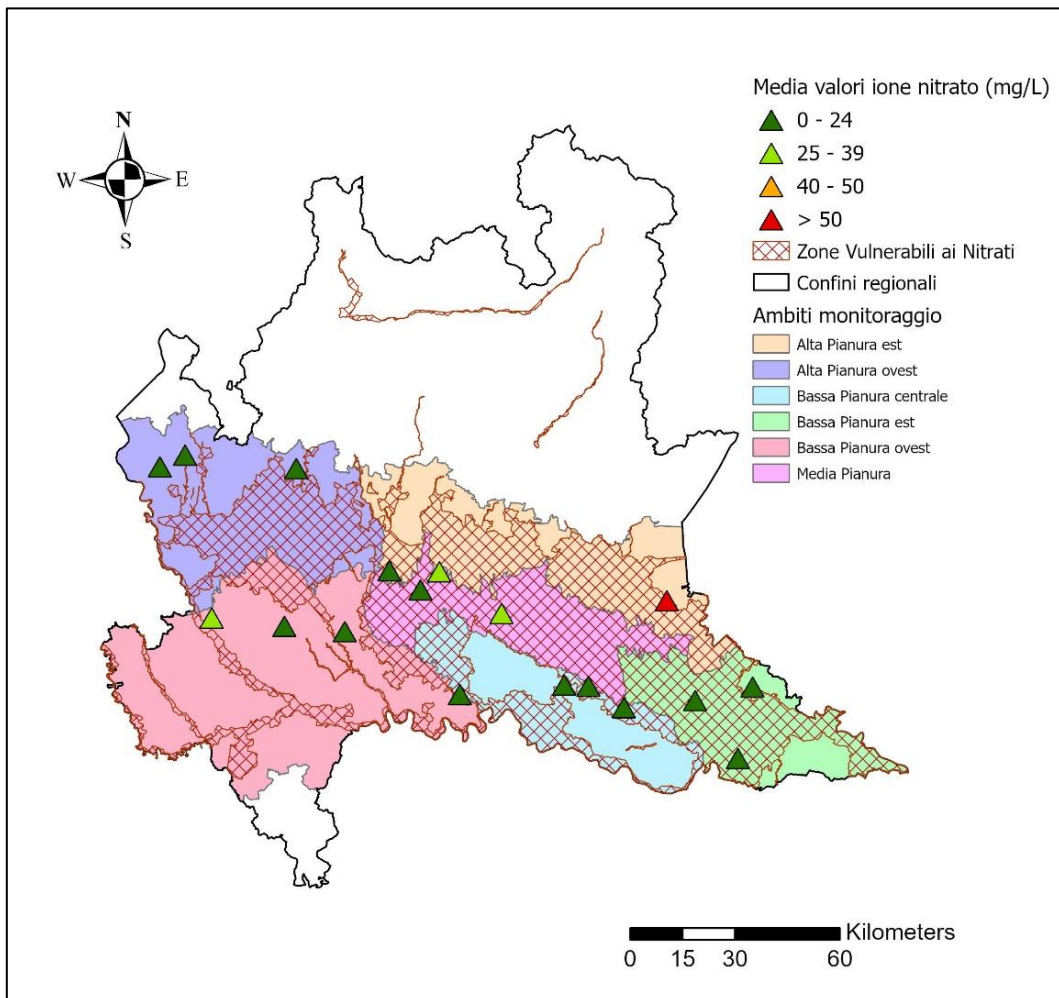 N
W E
S
Media valori ione nitrato (mg/L)
0 - 24
25 - 39
40 - 50
> 50
Zone Vulnerabili ai Nitrati
Confini regionali
Ambiti monitoraggio
Alta Pianura est
Alta Pianura ovest
Bassa Pianura centrale
Bassa Pianura est
Bassa Pianura ovest
Media Pianura
Kilometers
0 15 30 60